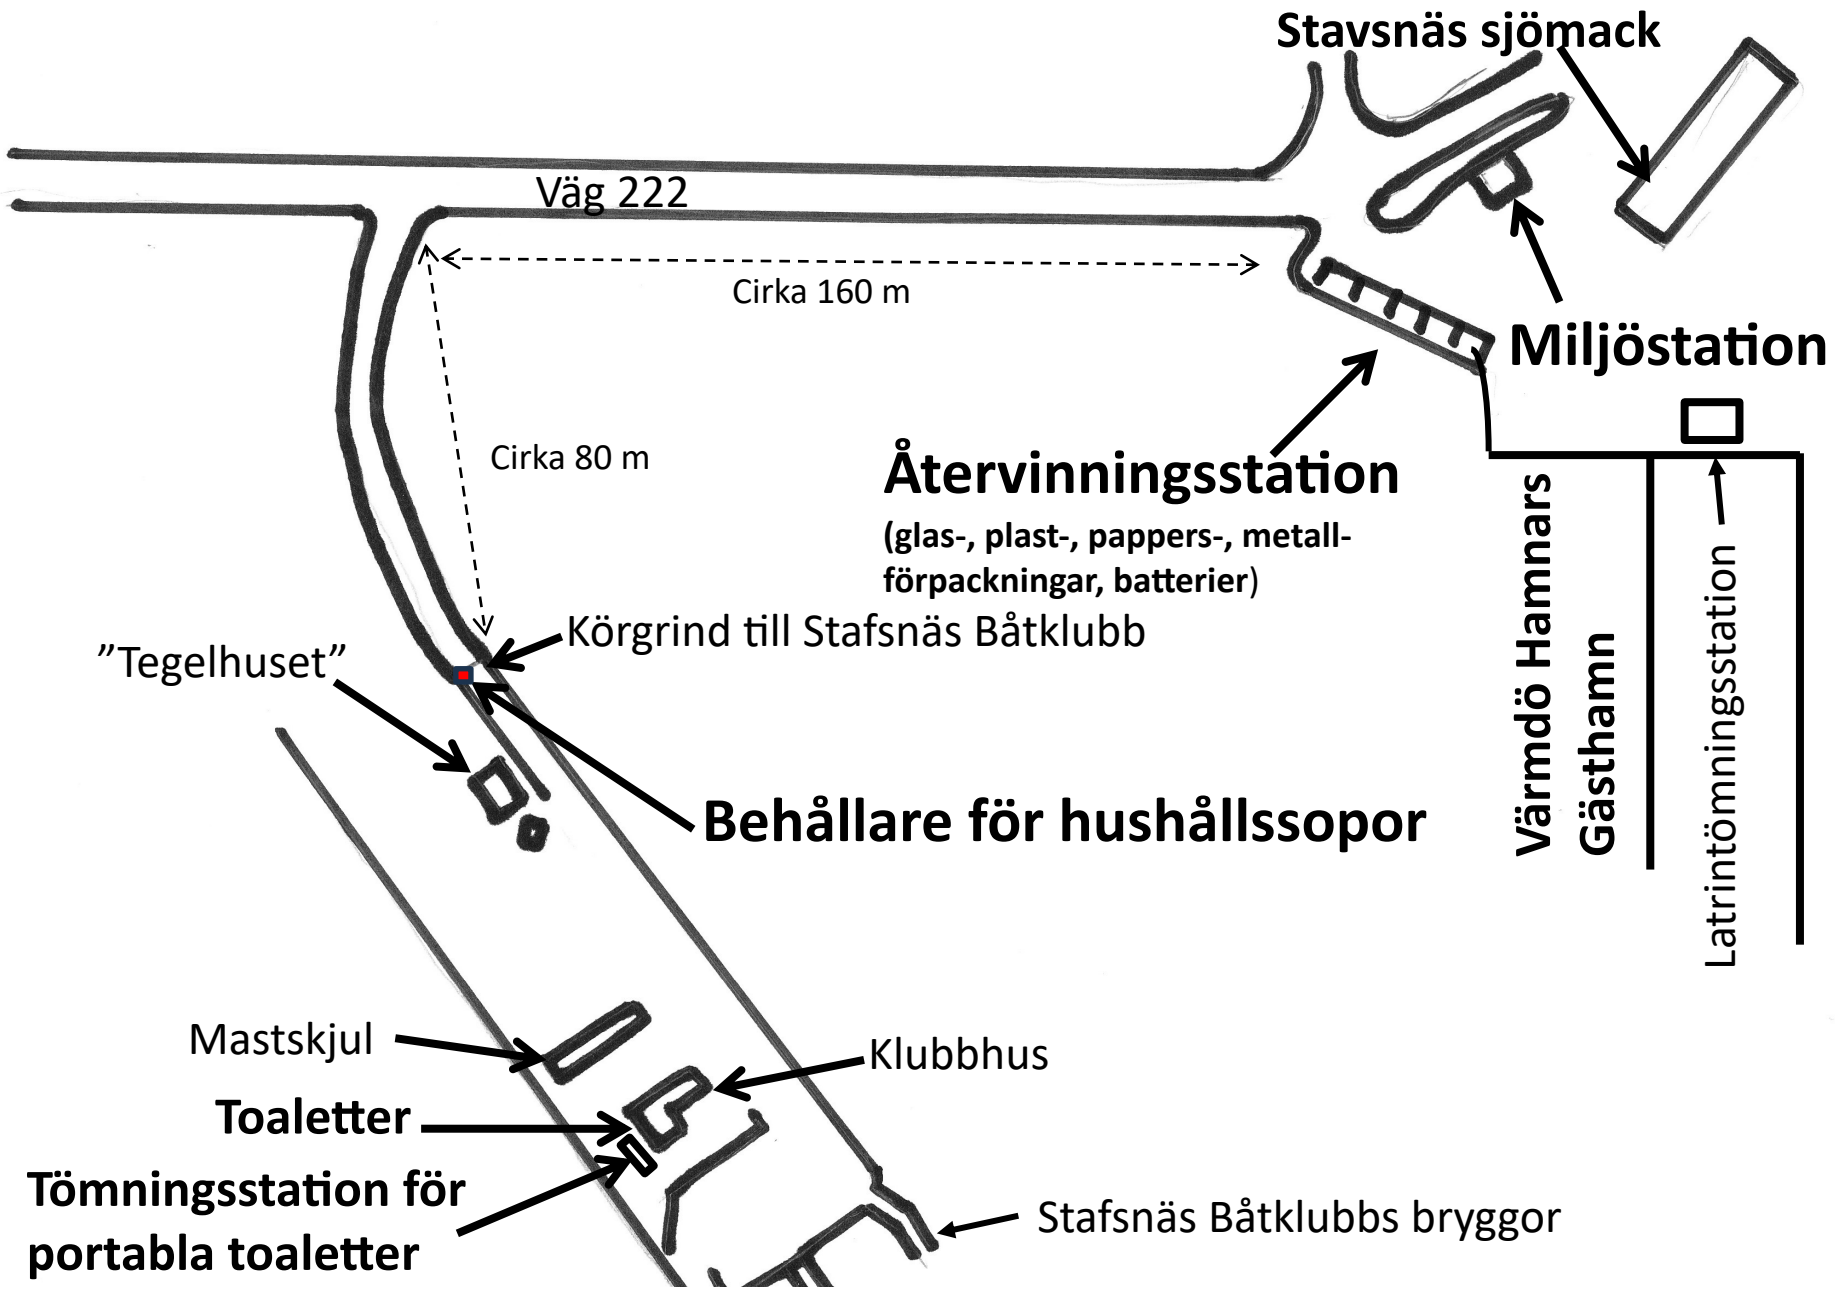 Stavsnäs sjömack
Väg 222
Cirka 160 m
Miljöstation
Cirka 80 m
Återvinningsstation
(glas-, plast-, pappers-, metall-
förpackningar, batterier)
Värmdö Hamnars
Gästhamn
Latrintömningsstation
Körgrind till Stafsnäs Båtklubb
”Tegelhuset”
Behållare för hushållssopor
Mastskjul
Klubbhus
Toaletter
Tömningsstation för
portabla toaletter
Stafsnäs Båtklubbs bryggor